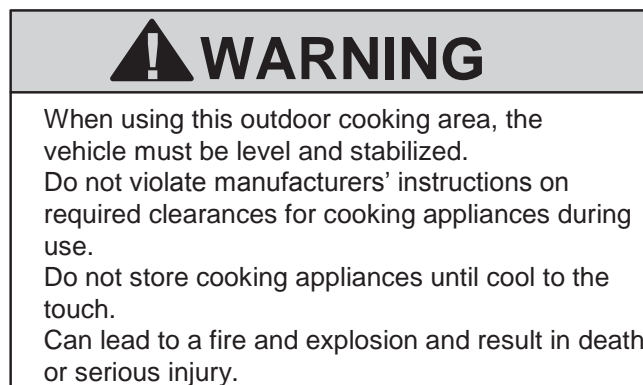 WARNING
When using this outdoor cooking area, the
vehicle must be level and stabilized.
Do not violate manufacturers’ instructions on
required clearances for cooking appliances during
use.
Do not store cooking appliances until cool to the
touch.
Can lead to a fire and explosion and result in death
or serious injury.